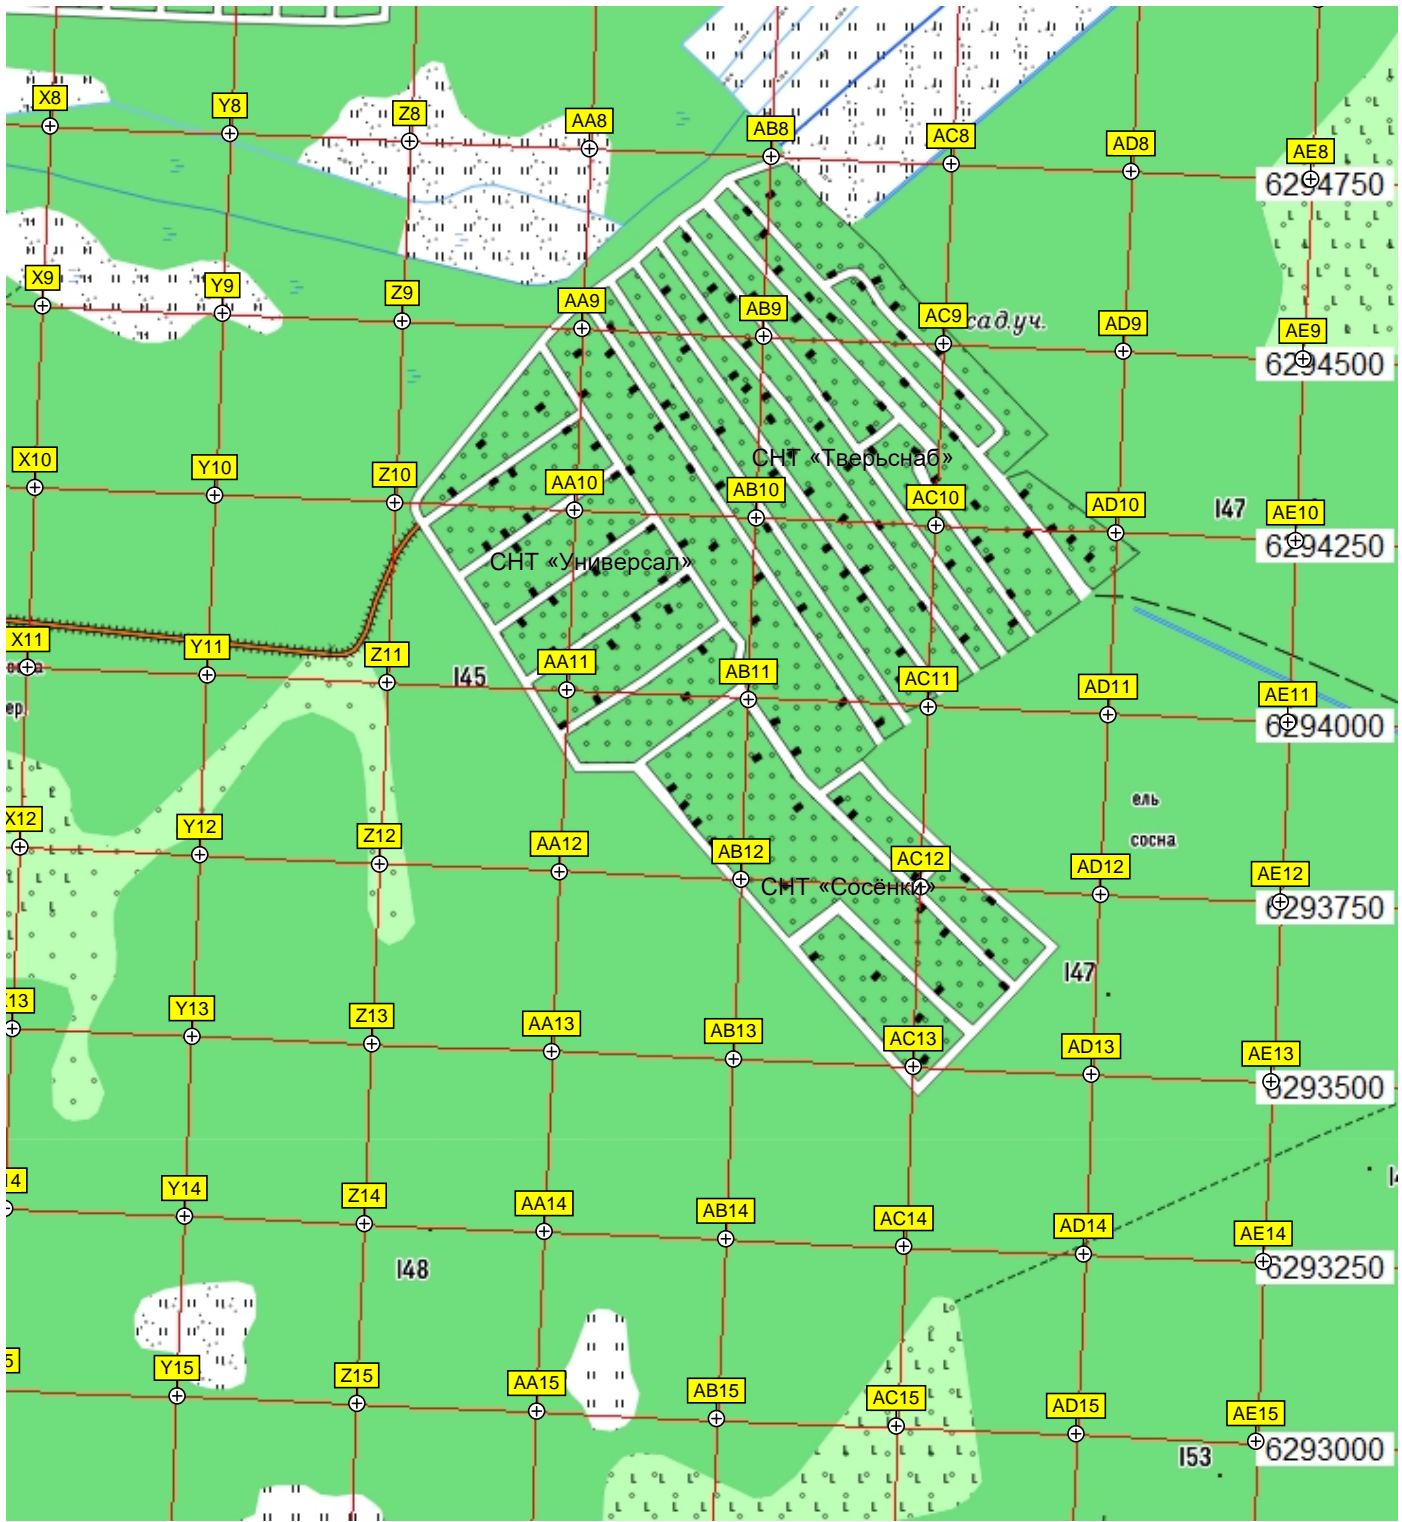 X8 Y8 Z8 AA8 AB8 AC8 AD8 AE8
6294750
X9 Y9 Z9 AA9 AB9 AC9 AD9 AE9
сад.уч.
6294500
СНТ «Тверьснаб»
X10 Y10 Z10 AA10 AB10 AC10 AD10 AE10
147
6294250
СНТ «Универсал»
X11 Y11 Z11 AA11 AB11 AC11 AD11 AE11
ер.
145
6294000
ель
сосна
X12 Y12 Z12 AA12 AB12 AC12 AD12 AE12
СНТ «Сосёнки»
6293750
147
13 Y13 Z13 AA13 AB13 AC13 AD13 AE13
6293500
14 Y14 Z14 AA14 AB14 AC14 AD14 AE14
148
6293250
5 Y15 Z15 AA15 AB15 AC15 AD15 AE15
6293000
153